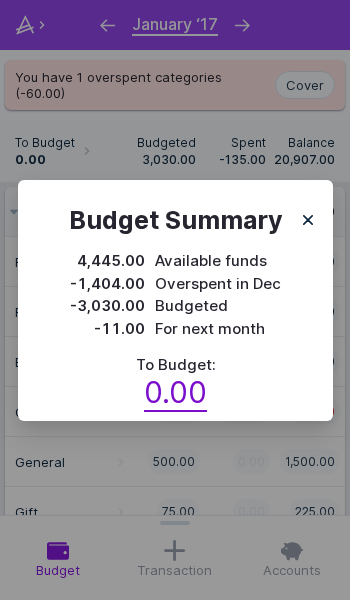 January '17
You have 1 overspent categories
(-60.00)
Cover
To Budget Budgeted Spent Balance
0.00 3,030.00 -135.00 20,907.00
Budget Summary
4,445.00 Available funds
-1,404.00 Overspent in Dec
-3,030.00 Budgeted
-11.00 For next month
To Budget:
0.00
General 500.00 0.00 1,500.00
Gift 75.00 0.00 225.00
Budget Transaction Accounts